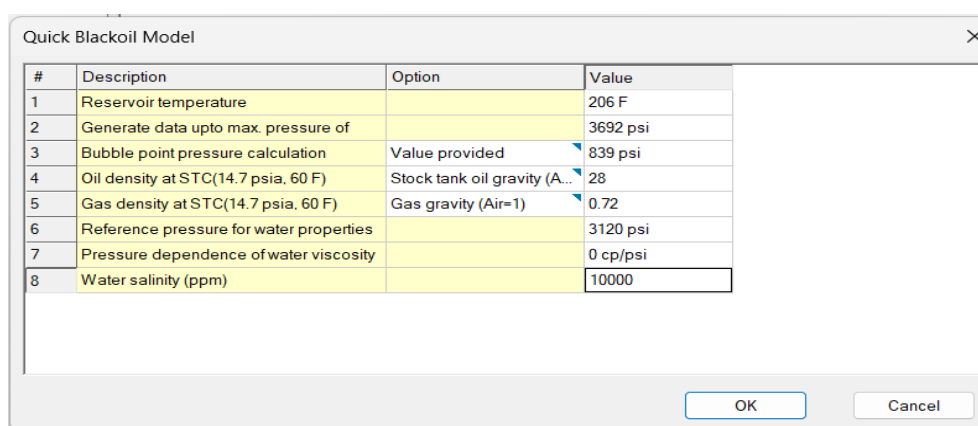 Quick Blackoil Model
# Description Option Value
1 Reservoir temperature 206 F
2 Generate data upto max. pressure of 3692 psi
3 Bubble point pressure calculation Value provided 839 psi
4 Oil density at STC(14.7 psia, 60 F) Stock tank oil gravity (A... 28
5 Gas density at STC(14.7 psia, 60 F) Gas gravity (Air=1) 0.72
6 Reference pressure for water properties 3120 psi
7 Pressure dependence of water viscosity 0 cp/psi
8 Water salinity (ppm) 10000
OK Cancel